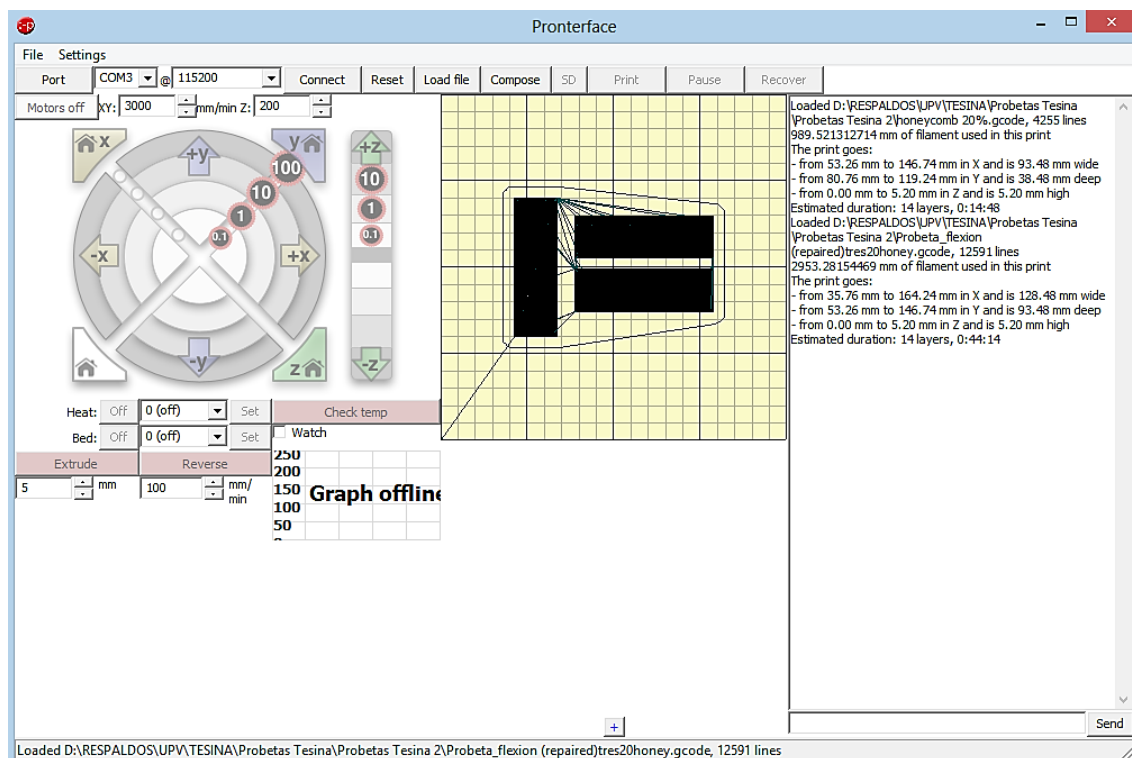 Pronterface
File Settings
Port COM3 @ 115200 Connect Reset Load file Compose SD Print Pause Recover
Motors off XY: 3000 mm/min Z: 200
x +y y +z
100 10
10 1
1 0.1
0.1
-x +x
-y z -z
Heat: Off 0 (off) Set Check temp
Bed: Off 0 (off) Set Watch
Extrude Reverse
5 mm 100 mm/
min
250
200
150 Graph offline
100
50
Loaded D:\RESPALDOS\UPV\TESINA\Probetas Tesina
\Probetas Tesina 2\honeycomb 20%.gcode, 4255 lines
989.521312714 mm of filament used in this print
The print goes:
- from 53.26 mm to 146.74 mm in X and is 93.48 mm wide
- from 80.76 mm to 119.24 mm in Y and is 38.48 mm deep
- from 0.00 mm to 5.20 mm in Z and is 5.20 mm high
Estimated duration: 14 layers, 0:14:48
Loaded D:\RESPALDOS\UPV\TESINA\Probetas Tesina
\Probetas Tesina 2\Probeta_flexion
(repaired)tres20honey.gcode, 12591 lines
2953.28154469 mm of filament used in this print
The print goes:
- from 35.76 mm to 164.24 mm in X and is 128.48 mm wide
- from 53.26 mm to 146.74 mm in Y and is 93.48 mm deep
- from 0.00 mm to 5.20 mm in Z and is 5.20 mm high
Estimated duration: 14 layers, 0:44:14
+
Send
Loaded D:\RESPALDOS\UPV\TESINA\Probetas Tesina\Probetas Tesina 2\Probeta_flexion (repaired)tres20honey.gcode, 12591 lines